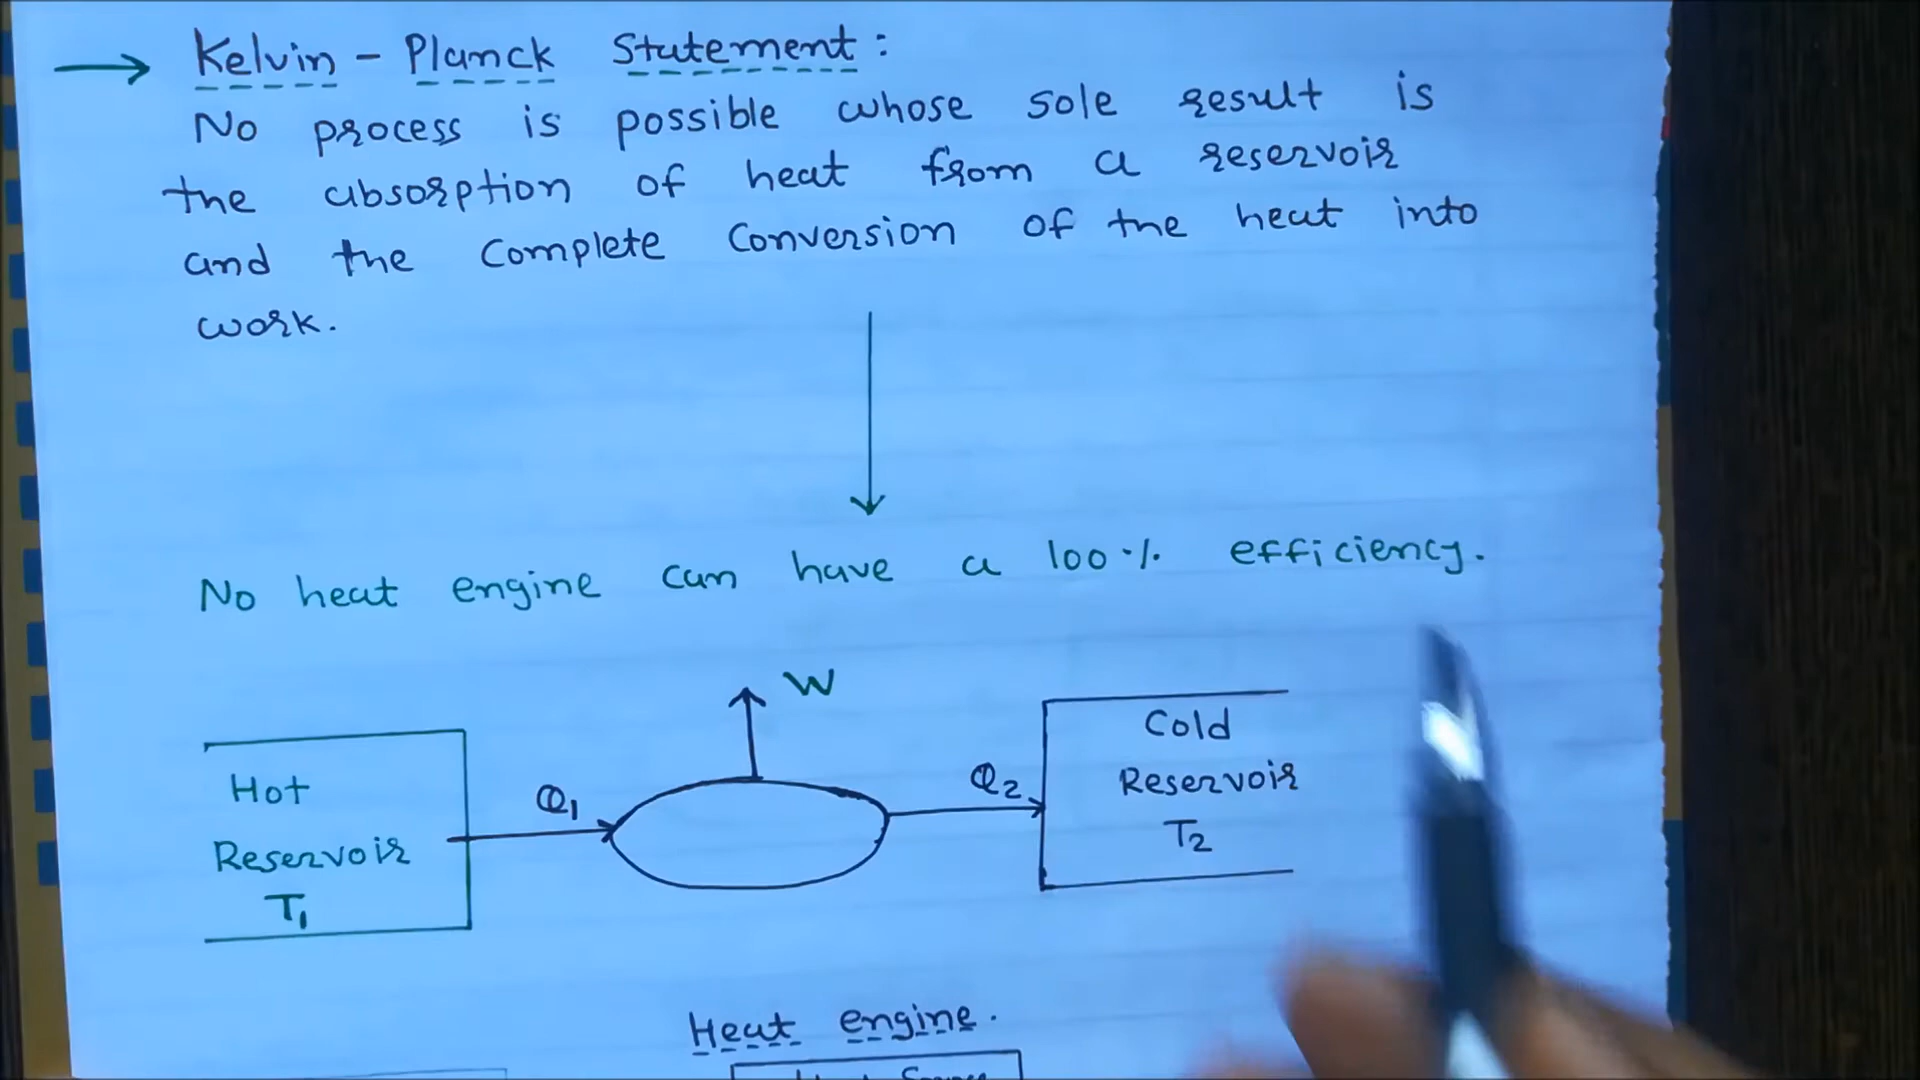 Kelvin - Planck Statement :
No process is possible whose sole result is
the absorption of heat from a reservoir
and the complete conversion of the heat into
work.
No heat engine can have a 100 % efficiency.
W
Hot
Reservoir
T1
Q1
Q2
Cold
Reservoir
T2
Heat engine.